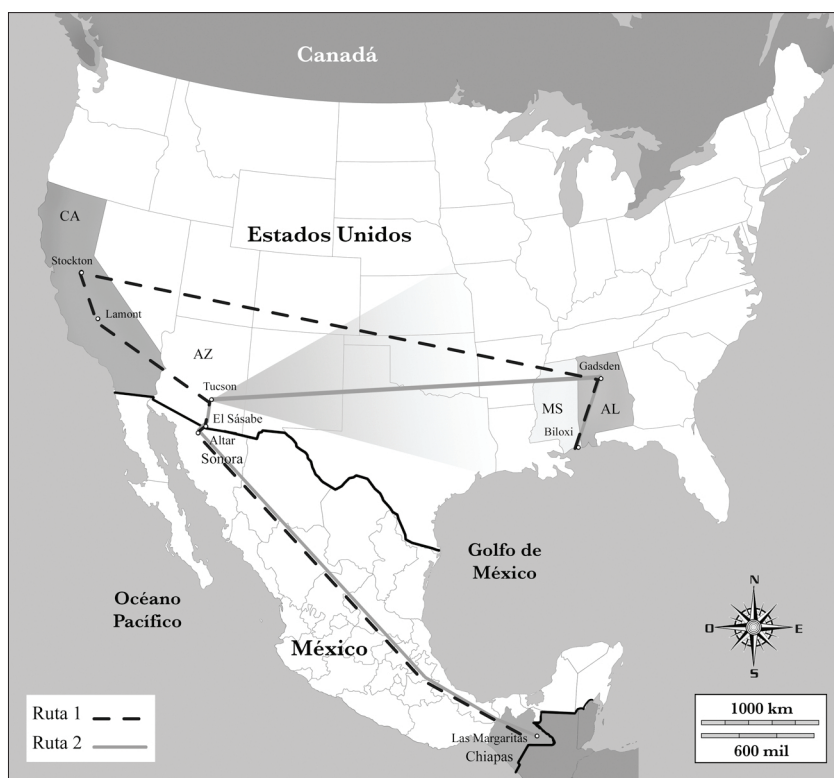 Canadá
CA
Estados Unidos
Stockton
Lamont
AZ
Gadsden
Tucson
MS
AL
El Sásabe
Biloxi
Altar
Sonora
Golfo de
México
Océano
Pacífico
México
N
O
E
S
Ruta 1
Ruta 2
1000 km
600 mil
Las Margaritas
Chiapas